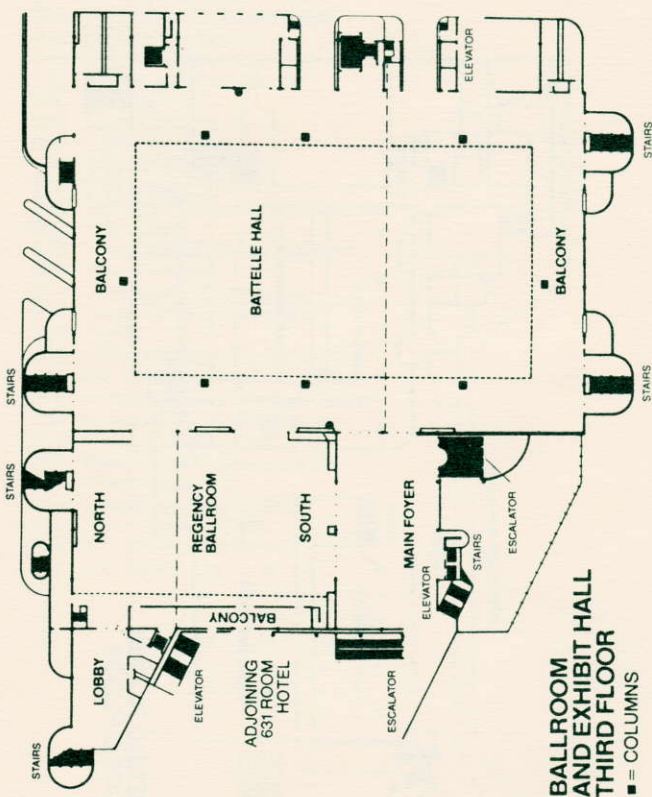 BALLROOM
AND EXHIBIT HALL
THIRD FLOOR
■ = COLUMNS
STAIRS
LOBBY
ELEVATOR
ADJOINING
631 ROOM
HOTEL
BALCONY
ESCALATOR
STAIRS
NORTH
REGENCY
BALLROOM
SOUTH
MAIN FOYER
ELEVATOR
STAIRS
ESCALATOR
STAIRS
BALCONY
BATTELLE HALL
BALCONY
STAIRS
STAIRS
ELEVATOR